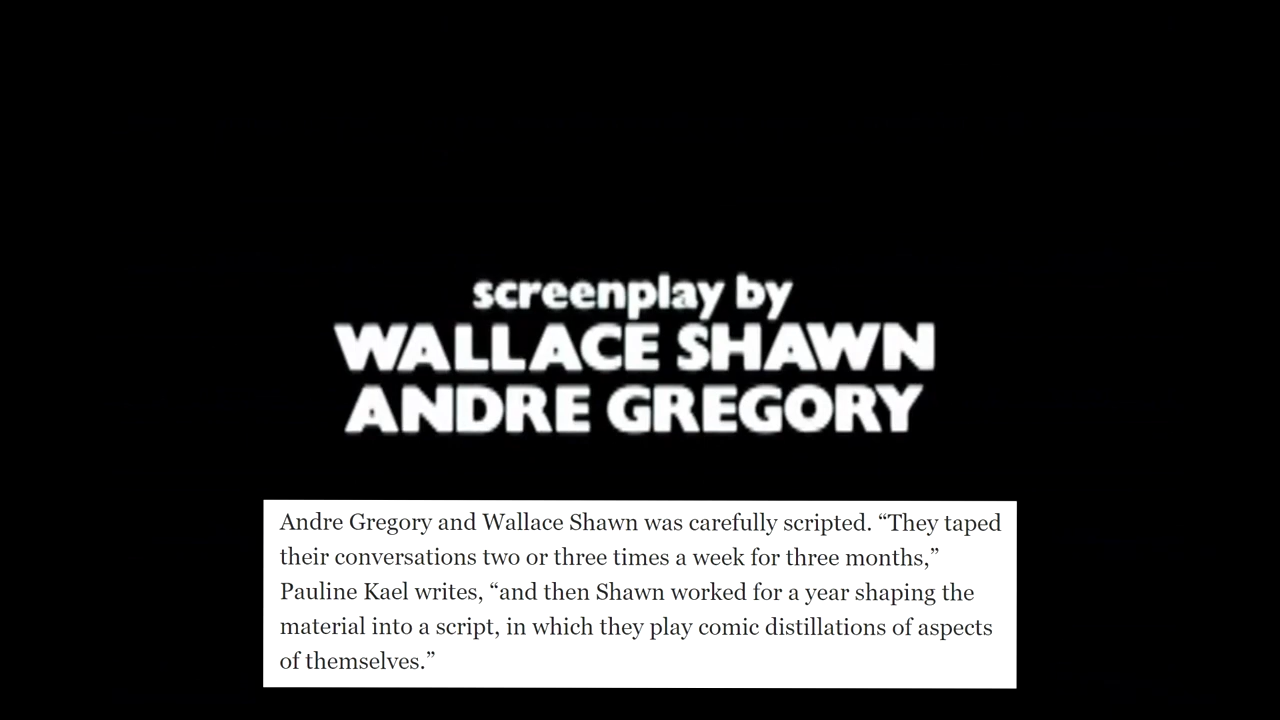 screenplay by
WALLACE SHAWN
ANDRE GREGORY
Andre Gregory and Wallace Shawn was carefully scripted. “They taped
their conversations two or three times a week for three months,”
Pauline Kael writes, “and then Shawn worked for a year shaping the
material into a script, in which they play comic distillations of aspects
of themselves.”